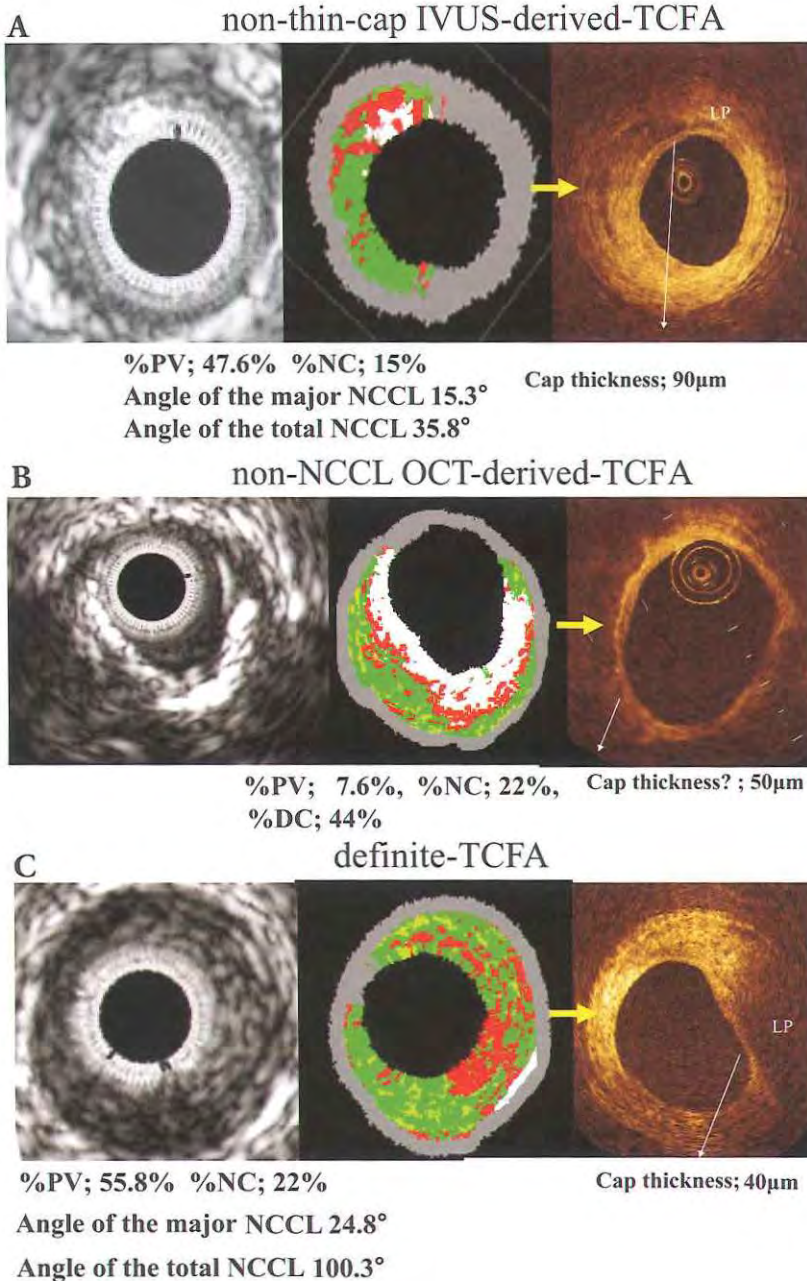 A
non-thin-cap IVUS-derived-TCFA
LP
%PV; 47.6% %NC; 15%
Angle of the major NCCL 15.3°
Angle of the total NCCL 35.8°
Cap thickness; 90µm
B
non-NCCL OCT-derived-TCFA
%PV; 7.6%, %NC; 22%,
%DC; 44%
Cap thickness? ; 50µm
C
definite-TCFA
LP
%PV; 55.8% %NC; 22%
Angle of the major NCCL 24.8°
Angle of the total NCCL 100.3°
Cap thickness; 40µm